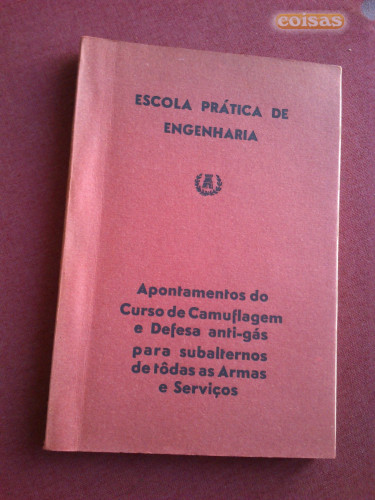 coisas
ESCOLA PRÁTICA DE
ENGENHARIA
Apontamentos do
Curso de Camuflagem
e Defesa anti-gás
para subalternos
de tôdas as Armas
e Serviços